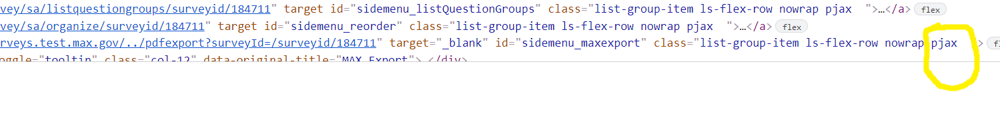 vey/sa/listquestiongroups/surveyid/184711" target id="sidemenu_listQuestionGroups" class="list-group-item ls-flex-row nowrap pjax  ">…</a> flex
vey/sa/organize/surveyid/184711" target id="sidemenu_reorder" class="list-group-item ls-flex-row nowrap pjax  ">…</a> flex
rveys.test.max.gov/../pdfexport?surveyId=/surveyid/184711" target="_blank" id="sidemenu_maxexport" class="list-group-item ls-flex-row nowrap pjax  > fl
oggle="tooltip" class="col-12" data-original-title="MAX Export"> </div>